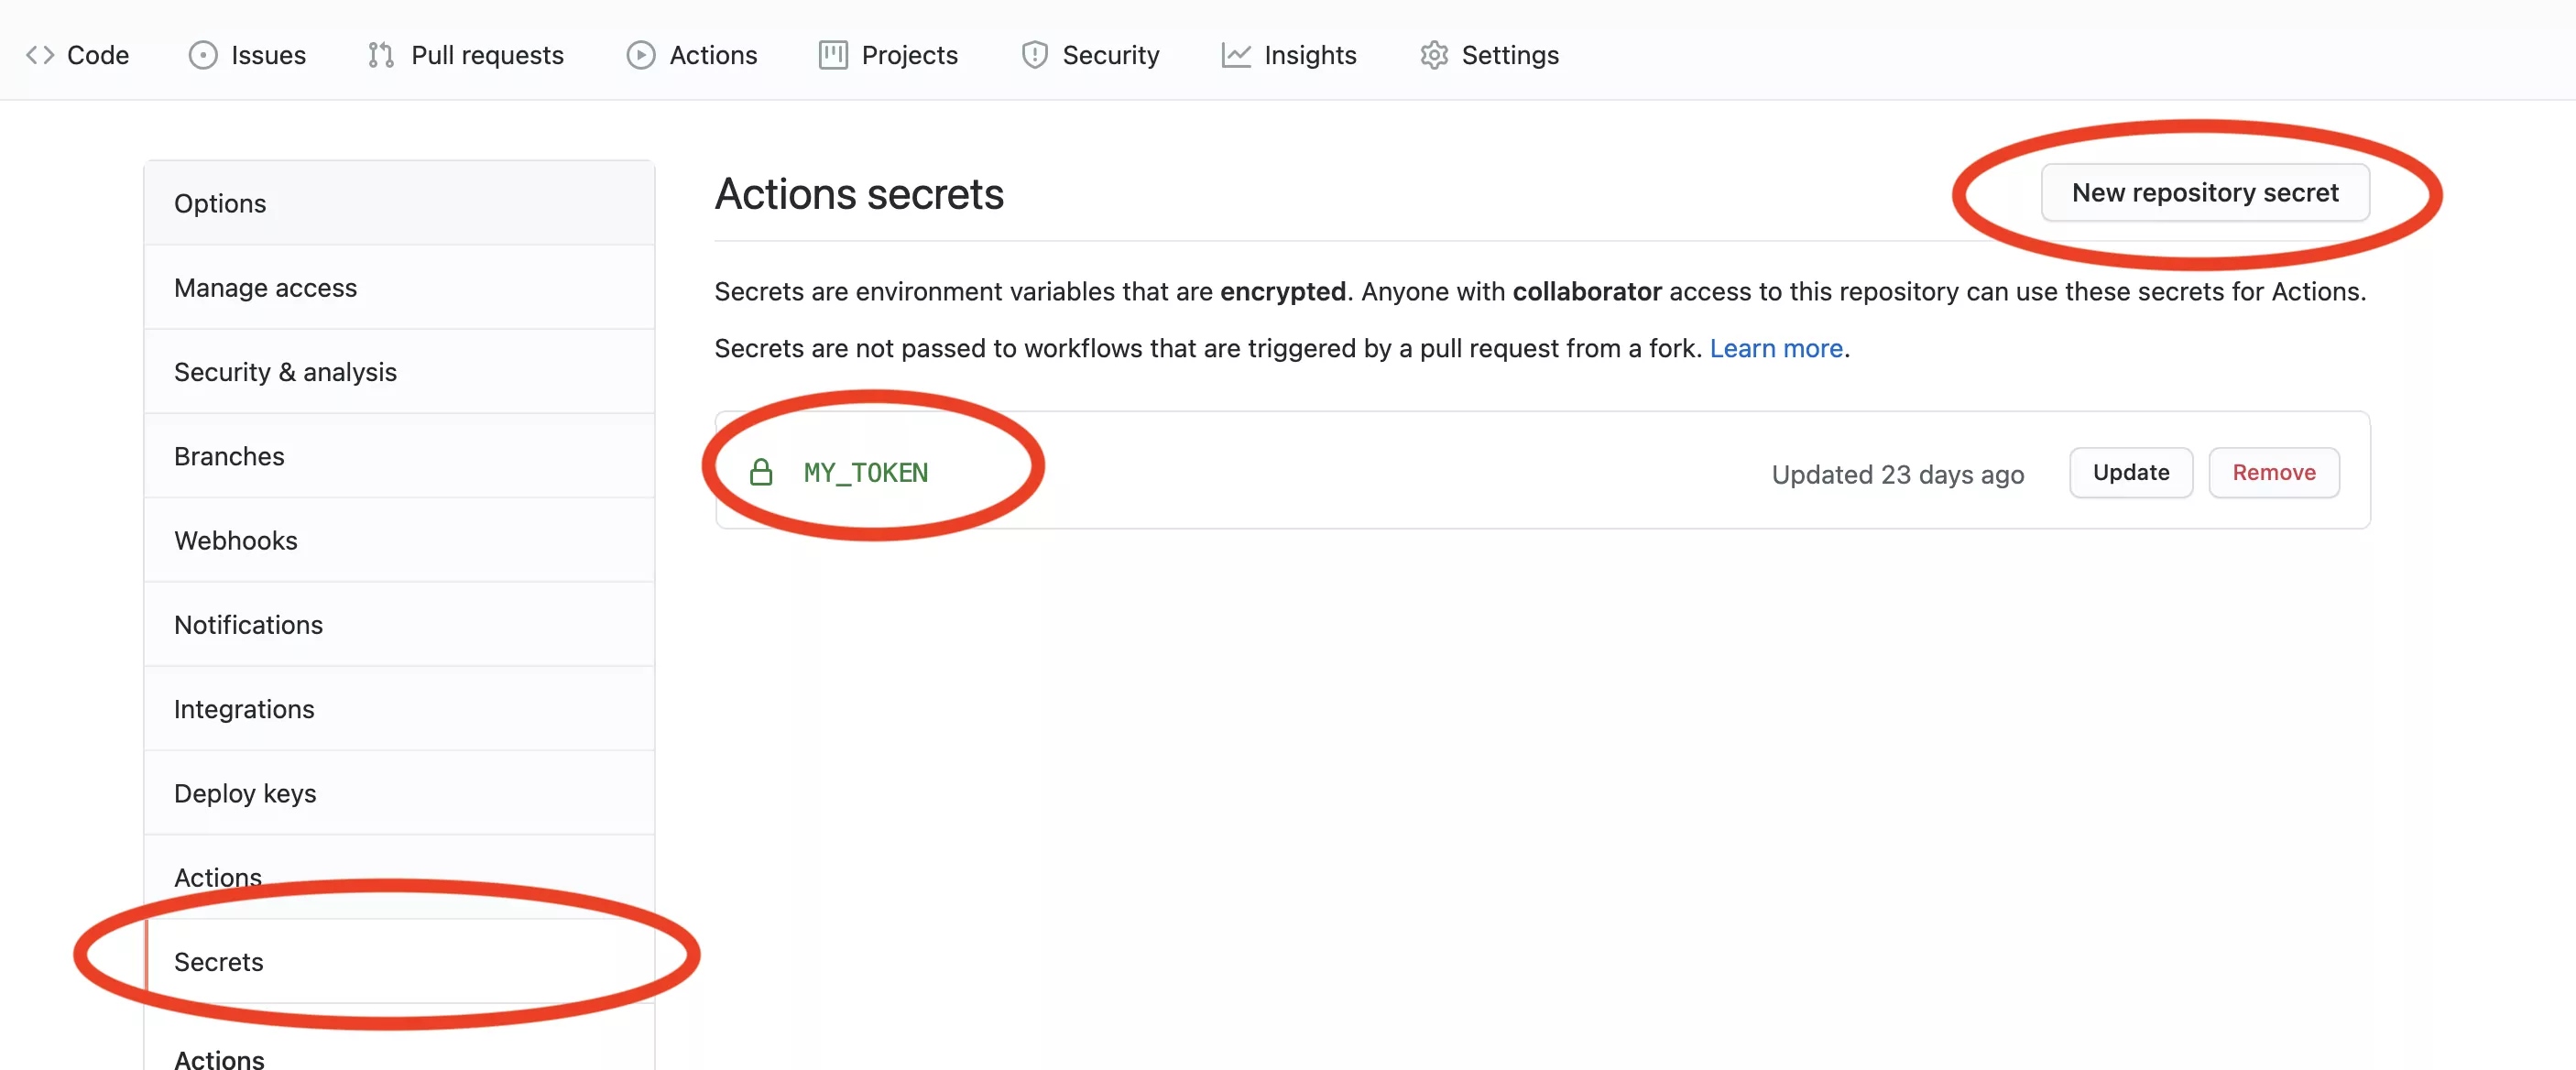 Code Issues Pull requests Actions Projects Security Insights Settings
Options
Manage access
Security & analysis
Branches
Webhooks
Notifications
Integrations
Deploy keys
Actions
Secrets
Actions
Actions secrets
New repository secret
Secrets are environment variables that are encrypted. Anyone with collaborator access to this repository can use these secrets for Actions.
Secrets are not passed to workflows that are triggered by a pull request from a fork. Learn more.
MY_TOKEN Updated 23 days ago Update Remove